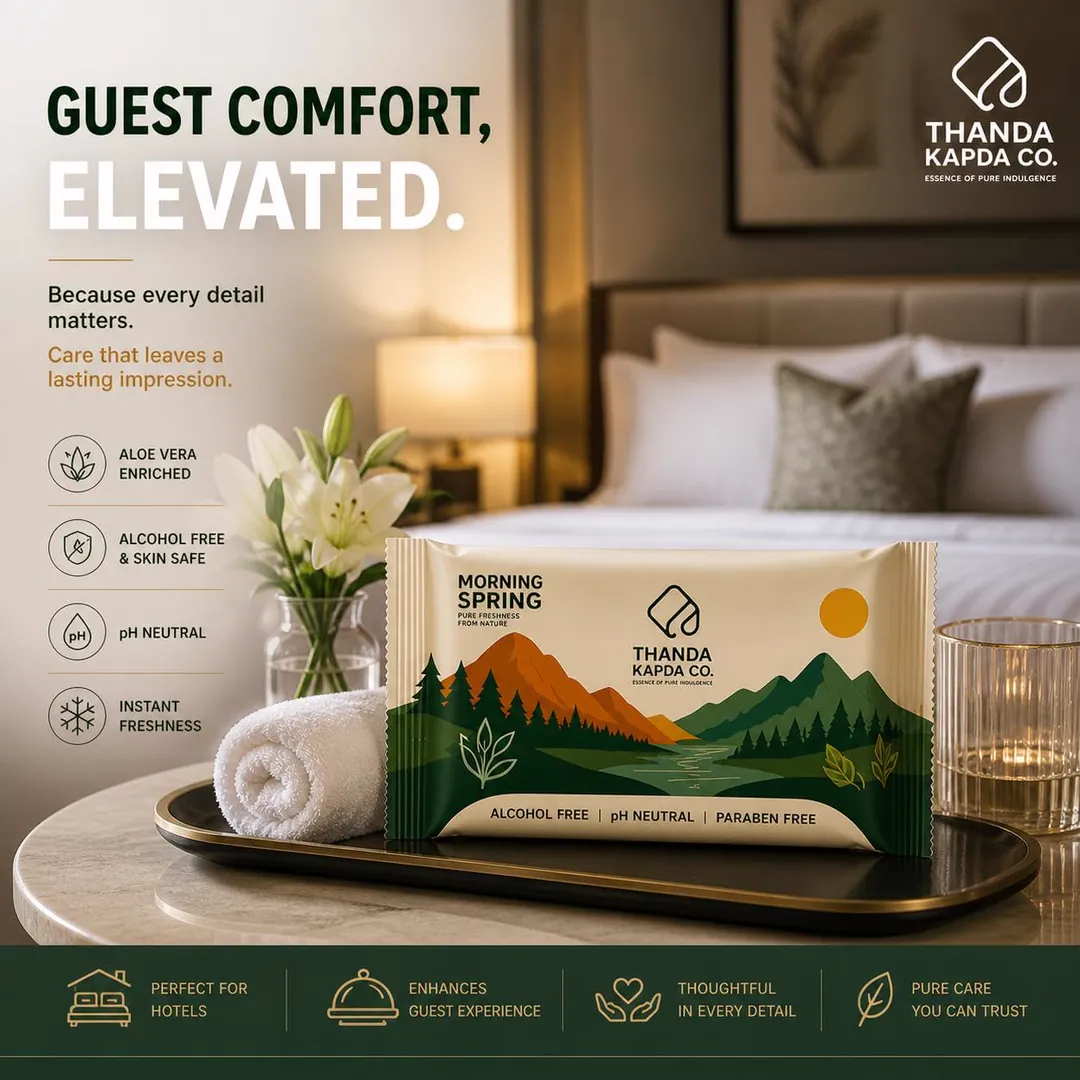 GUEST COMFORT,
ELEVATED.
Because every detail
matters.
Care that leaves a
lasting impression.
ALOE VERA
ENRICHED
ALCOHOL FREE
& SKIN SAFE
pH
pH NEUTRAL
INSTANT
FRESHNESS
THANDA
KAPDA CO.
ESSENCE OF PURE INDULGENCE
MORNING
SPRING
PURE FRESHNESS
FROM NATURE
THANDA
KAPDA CO.
ESSENCE OF PURE INDULGENCE
ALCOHOL FREE | pH NEUTRAL | PARABEN FREE
PERFECT FOR
HOTELS
ENHANCES
GUEST EXPERIENCE
THOUGHTFUL
IN EVERY DETAIL
PURE CARE
YOU CAN TRUST